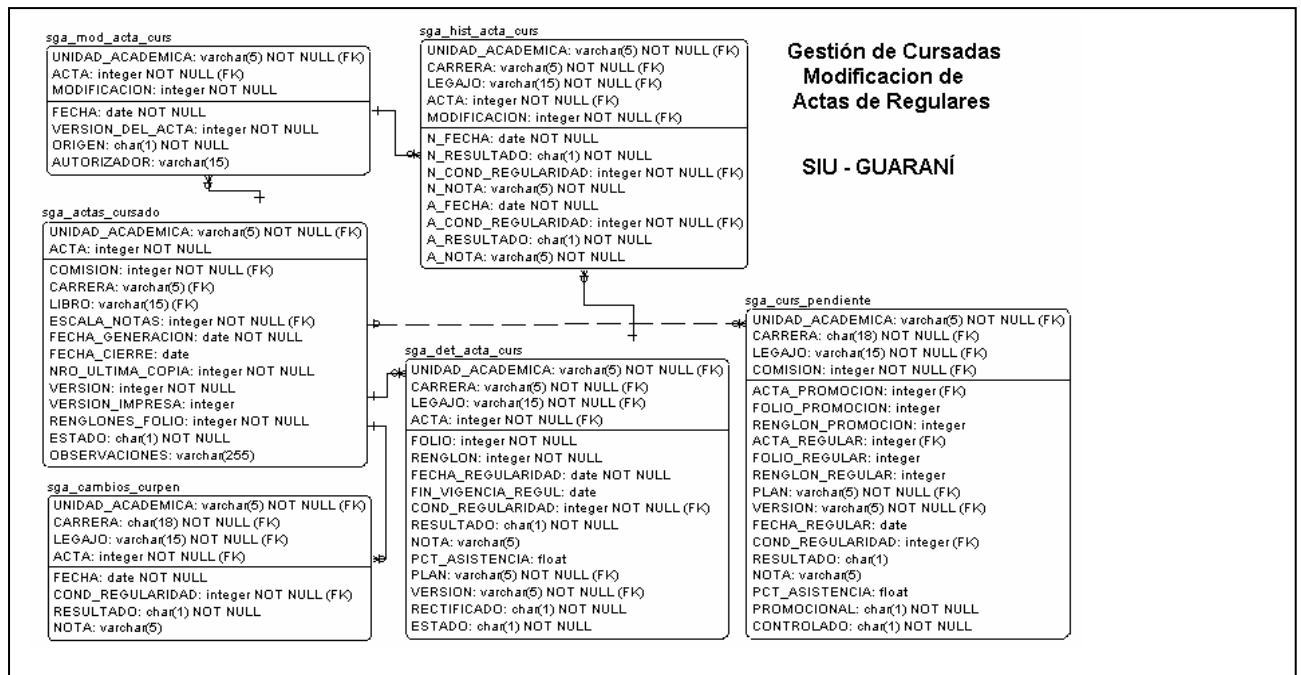 sga_mod_acta_curs
UNIDAD_ACADEMICA: varchar(5) NOT NULL (FK)
ACTA: integer NOT NULL (FK)
MODIFICACION: integer NOT NULL
FECHA: date NOT NULL
VERSION_DEL_ACTA: integer NOT NULL
ORIGEN: char(1) NOT NULL
AUTORIZADOR: varchar(15)
sga_hist_acta_curs
UNIDAD_ACADEMICA: varchar(5) NOT NULL (FK)
CARRERA: varchar(5) NOT NULL (FK)
LEGAJO: varchar(15) NOT NULL (FK)
ACTA: integer NOT NULL (FK)
MODIFICACION: integer NOT NULL (FK)
N_FECHA: date NOT NULL
N_RESULTADO: char(1) NOT NULL
N_COND_REGULARIDAD: integer NOT NULL (FK)
N_NOTA: varchar(5) NOT NULL
A_FECHA: date NOT NULL
A_COND_REGULARIDAD: integer NOT NULL (FK)
A_RESULTADO: char(1) NOT NULL
A_NOTA: varchar(5) NOT NULL
Gestión de Cursadas
Modificacion de
Actas de Regulares
SIU - GUARANÍ
sga_actas_cursado
UNIDAD_ACADEMICA: varchar(5) NOT NULL (FK)
ACTA: integer NOT NULL
COMISION: integer NOT NULL (FK)
CARRERA: varchar(5) (FK)
LIBRO: varchar(15) (FK)
ESCALA_NOTAS: integer NOT NULL (FK)
FECHA_GENERACION: date NOT NULL
FECHA_CIERRE: date
NRO_ULTIMA_COPIA: integer NOT NULL
VERSION: integer NOT NULL
VERSION_IMPRESA: integer
RENGLONES_FOLIO: integer NOT NULL
ESTADO: char(1) NOT NULL
OBSERVACIONES: varchar(255)
sga_cambios_curpen
UNIDAD_ACADEMICA: varchar(5) NOT NULL (FK)
CARRERA: char(18) NOT NULL (FK)
LEGAJO: varchar(15) NOT NULL (FK)
ACTA: integer NOT NULL (FK)
FECHA: date NOT NULL
COND_REGULARIDAD: integer NOT NULL (FK)
RESULTADO: char(1) NOT NULL
NOTA: varchar(5)
sga_det_acta_curs
UNIDAD_ACADEMICA: varchar(5) NOT NULL (FK)
CARRERA: varchar(5) NOT NULL (FK)
LEGAJO: varchar(15) NOT NULL (FK)
ACTA: integer NOT NULL (FK)
FOLIO: integer NOT NULL
RENGLON: integer NOT NULL
FECHA_REGULARIDAD: date NOT NULL
FIN_VIGENCIA_REGUL: date
COND_REGULARIDAD: integer NOT NULL (FK)
RESULTADO: char(1) NOT NULL
NOTA: varchar(5)
PCT_ASISTENCIA: float
PLAN: varchar(5) NOT NULL (FK)
VERSION: varchar(5) NOT NULL (FK)
RECTIFICADO: char(1) NOT NULL
ESTADO: char(1) NOT NULL
sga_curs_pendiente
UNIDAD_ACADEMICA: varchar(5) NOT NULL (FK)
CARRERA: char(18) NOT NULL (FK)
LEGAJO: varchar(15) NOT NULL (FK)
COMISION: integer NOT NULL (FK)
ACTA_PROMOCION: integer (FK)
FOLIO_PROMOCION: integer
RENGLON_PROMOCION: integer
ACTA_REGULAR: integer (FK)
FOLIO_REGULAR: integer
RENGLON_REGULAR: integer
PLAN: varchar(5) NOT NULL (FK)
VERSION: varchar(5) NOT NULL (FK)
FECHA_REGULAR: date
COND_REGULARIDAD: integer (FK)
RESULTADO: char(1)
NOTA: varchar(5)
PCT_ASISTENCIA: float
PROMOCIONAL: char(1) NOT NULL
CONTROLADO: char(1) NOT NULL